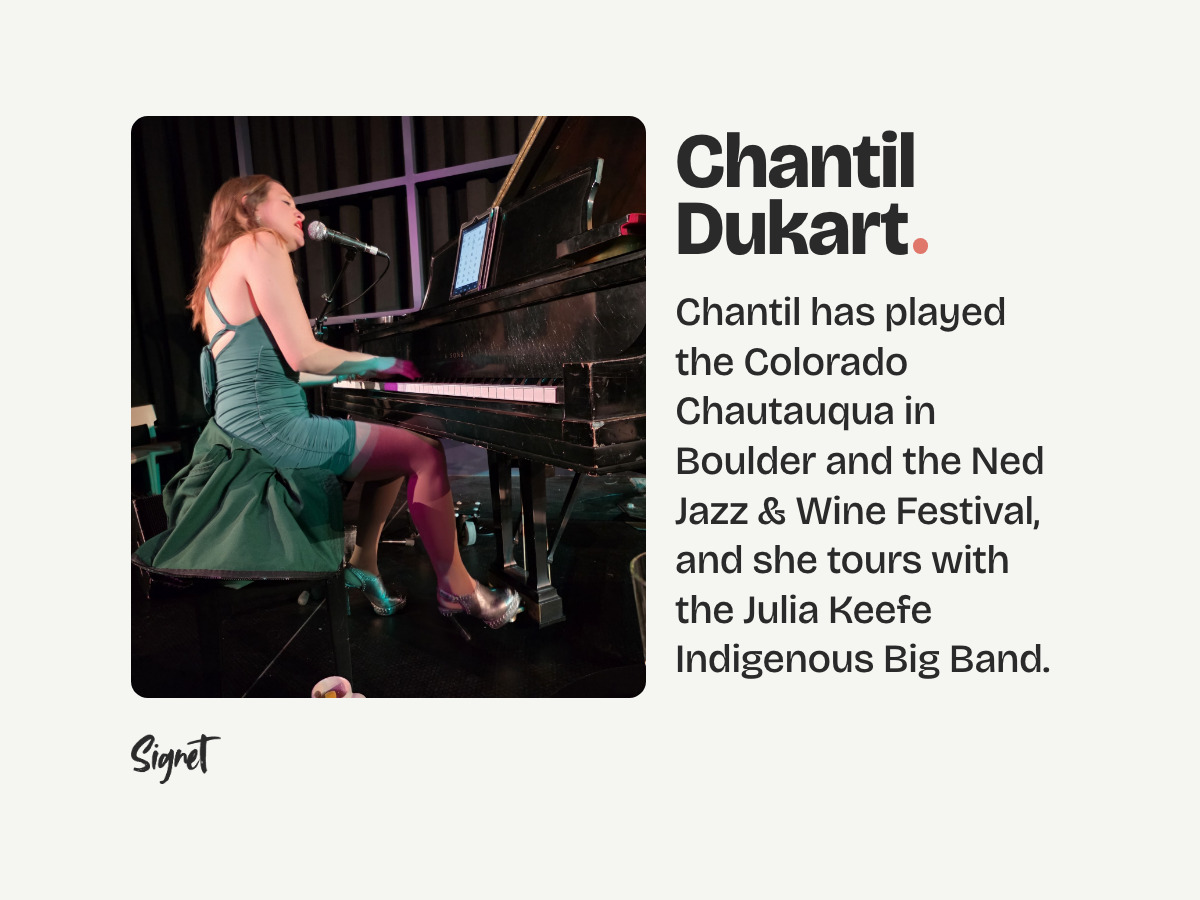 Chantil
Dukart.
Chantil has played
the Colorado
Chautauqua in
Boulder and the Ned
Jazz & Wine Festival,
and she tours with
the Julia Keefe
Indigenous Big Band.
Signet